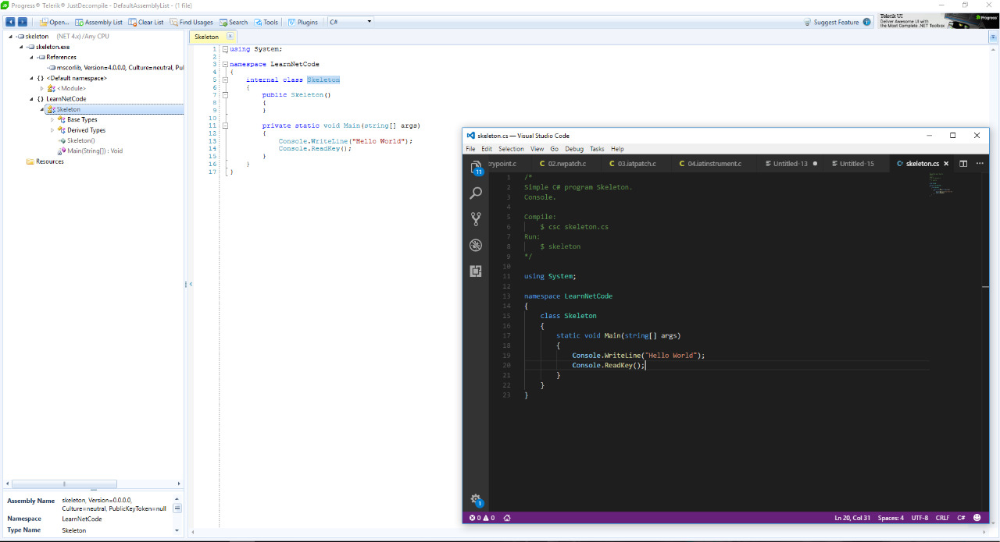 Progress® Telerik® JustDecompile - DefaultAssemblyList - (1 file)
Open... Assembly List Clear List Find Usages Search Tools Plugins C# Suggest Feature
Telerik UI
Deliver Awesome UI with
the Most Complete .NET Toolbox
Progress
skeleton (NET 4.x) /Any CPU
skeleton.exe
References
mscorlib, Version=4.0.0.0, Culture=neutral, Pul
{} <Default namespace>
<Module>
{} LearnNetCode
Skeleton
Base Types
Derived Types
Skeleton()
Main(String[]) : Void
Resources
Assembly Name skeleton, Version=0.0.0.0,
Culture=neutral, PublicKeyToken=null
Namespace LearnNetCode
Type Name Skeleton
Skeleton
1 using System;
2
3 namespace LearnNetCode
4 {
5 internal class Skeleton
6 {
7 public Skeleton()
8 {
9 }
10
11 private static void Main(string[] args)
12 {
13 Console.WriteLine("Hello World");
14 Console.ReadKey();
15 }
16 }
17 }
skeleton.cs — Visual Studio Code
File Edit Selection View Go Debug Tasks Help
11
trypoint.c 02.rwpatch.c 03.iatpatch.c 04.iatinstrument.c Untitled-13 Untitled-15 skeleton.cs
1 /*
2 Simple C# program Skeleton.
3 Console.
4
5 Compile:
6 $ csc skeleton.cs
7 Run:
8 $ skeleton
9 */
10
11 using System;
12
13 namespace LearnNetCode
14 {
15 class Skeleton
16 {
17 static void Main(string[] args)
18 {
19 Console.WriteLine("Hello World");
20 Console.ReadKey();
21 }
22 }
23 }
1
0 0 Ln 20, Col 31 Spaces: 4 UTF-8 CRLF C#